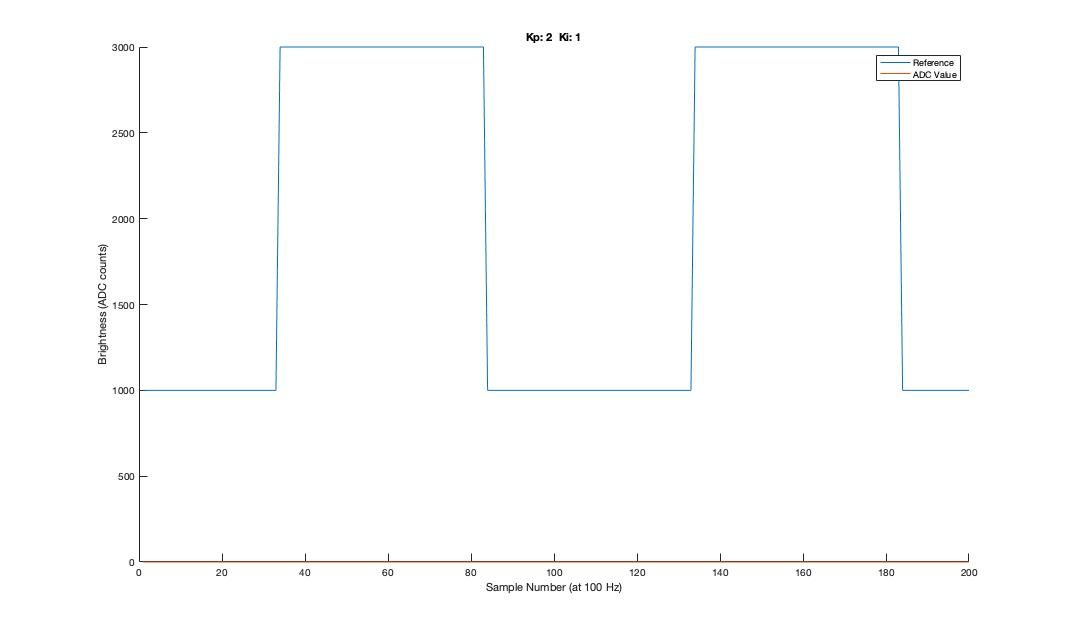 Kp: 2 Ki: 1
3000
2500
2000
1500
1000
500
0
Brightness (ADC counts)
Reference
ADC Value
0 20 40 60 80 100 120 140 160 180 200
Sample Number (at 100 Hz)